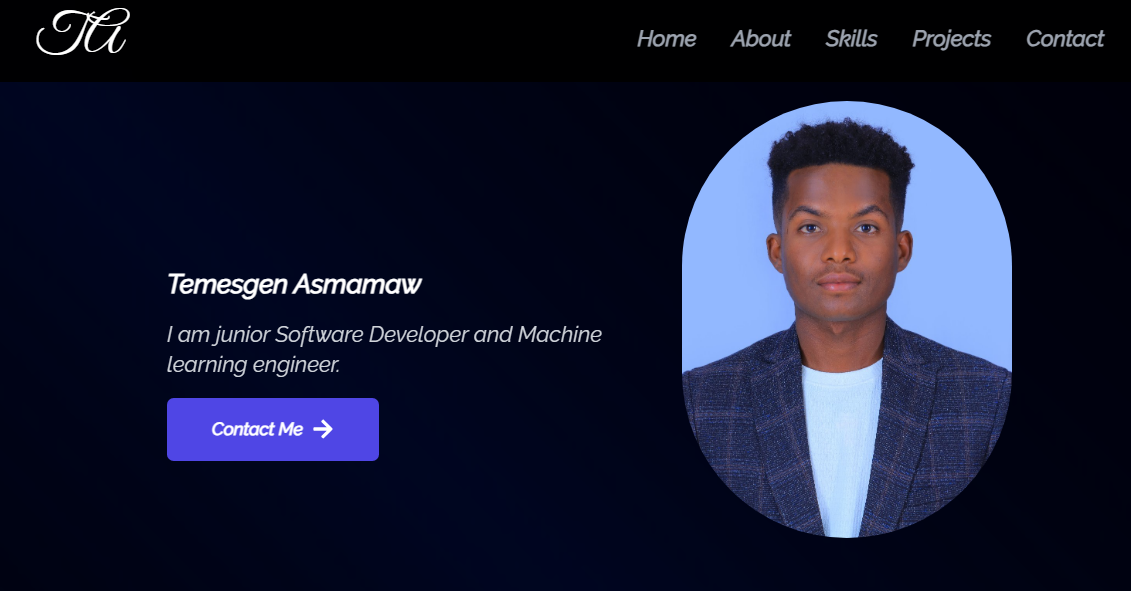 TA
Home About Skills Projects Contact
Temesgen Asmamaw
I am junior Software Developer and Machine
learning engineer.
Contact Me